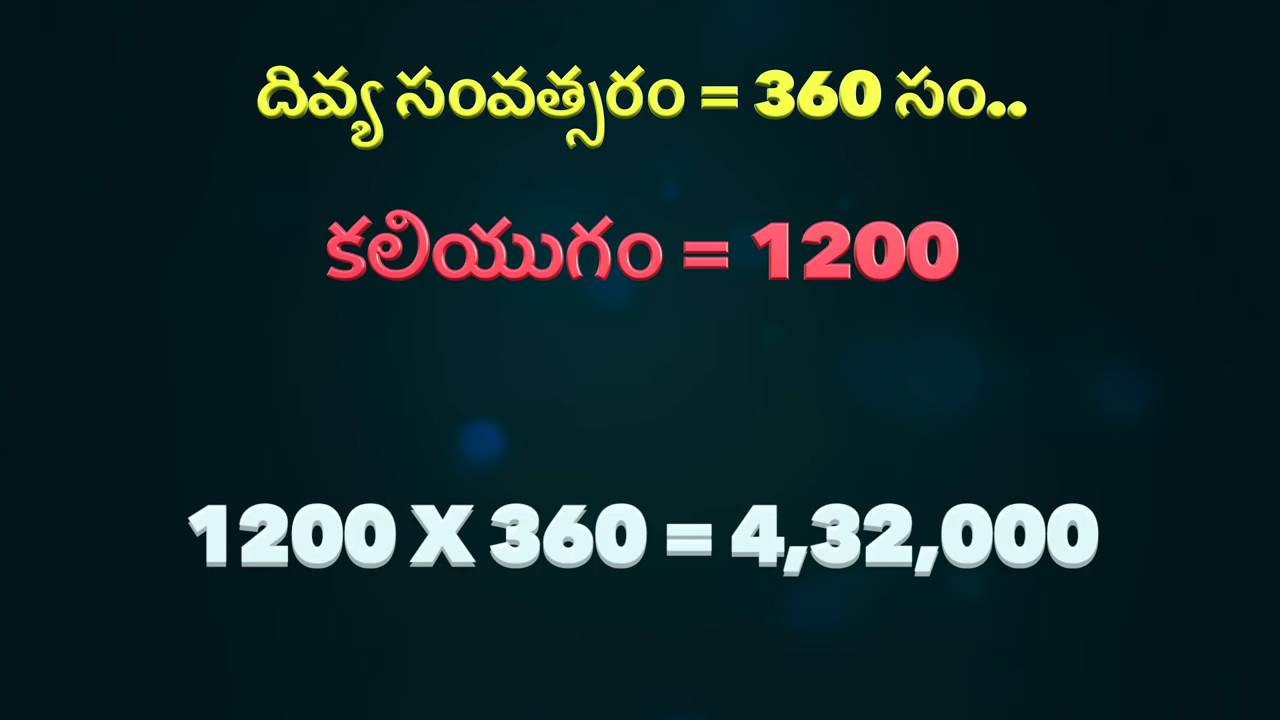 దివ్య సంవత్సరం = 360 సం..
కలియుగం = 1200
1200 X 360 = 4,32,000